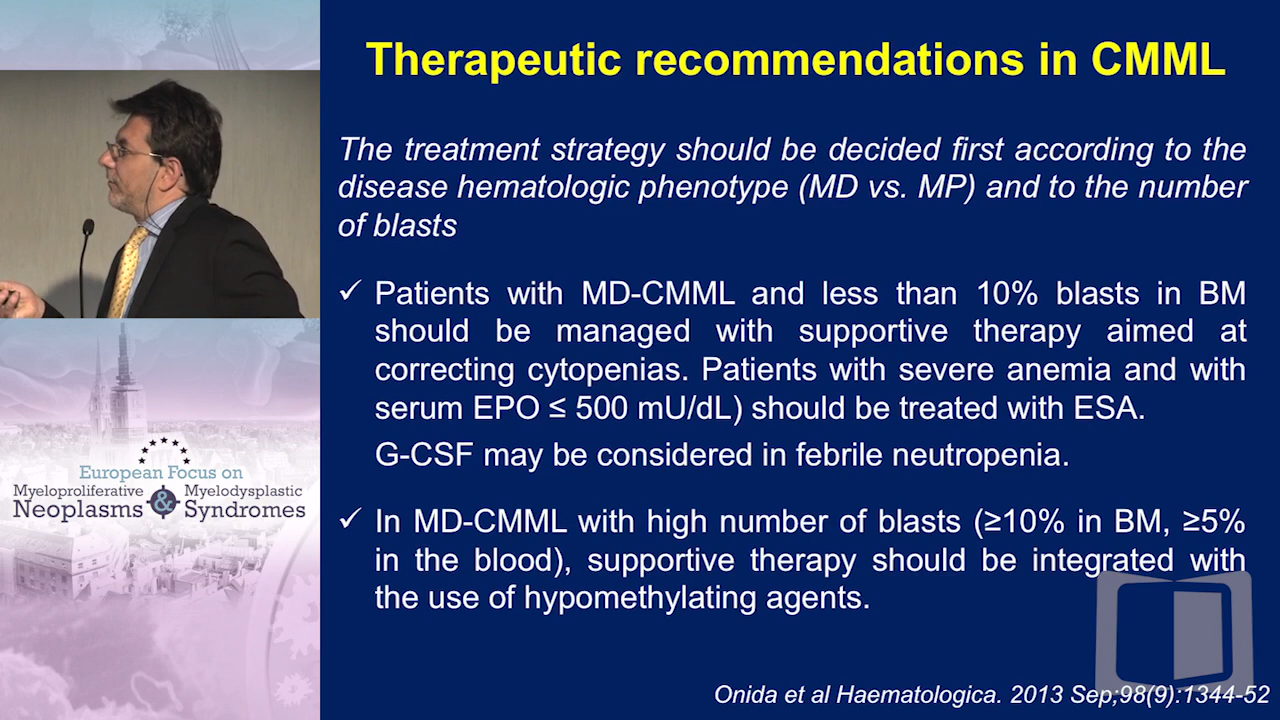 Therapeutic recommendations in CMML
The treatment strategy should be decided first according to the
disease hematologic phenotype (MD vs. MP) and to the number
of blasts
✓ Patients with MD-CMML and less than 10% blasts in BM
should be managed with supportive therapy aimed at
correcting cytopenias. Patients with severe anemia and with
serum EPO ≤ 500 mU/dL) should be treated with ESA.
G-CSF may be considered in febrile neutropenia.
✓ In MD-CMML with high number of blasts (≥10% in BM, ≥5%
in the blood), supportive therapy should be integrated with
the use of hypomethylating agents.
Onida et al Haematologica. 2013 Sep;98(9):1344-52
European Focus on
Myeloproliferative & Myelodysplastic
Neoplasms Syndromes